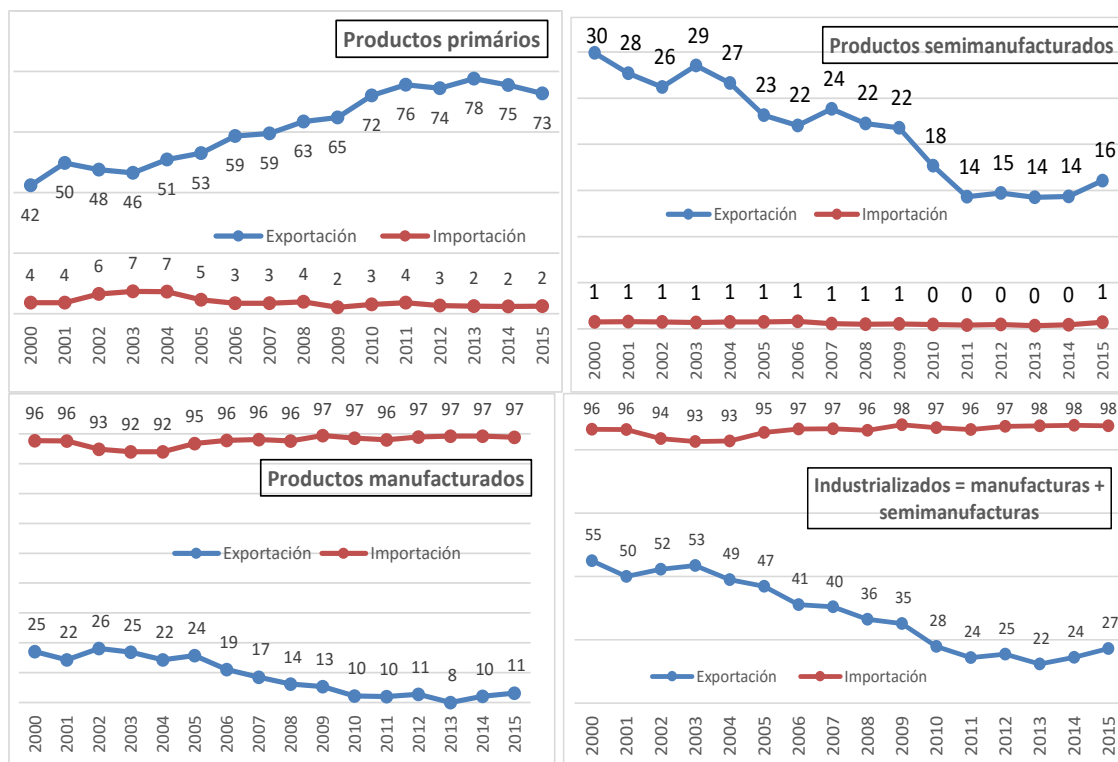 Productos primários
42 50 48 46 51 53 59 59 63 65 72 76 74 78 75 73
Exportación Importación
4 4 6 7 7 5 3 3 4 2 3 4 3 2 2 2
2000 2001 2002 2003 2004 2005 2006 2007 2008 2009 2010 2011 2012 2013 2014 2015
Productos semimanufacturados
30 28 26 29 27 23 22 24 22 22 18 14 15 14 14 16
Exportación Importación
1 1 1 1 1 1 1 1 1 1 0 0 0 0 0 1
2000 2001 2002 2003 2004 2005 2006 2007 2008 2009 2010 2011 2012 2013 2014 2015
96 96 93 92 92 95 96 96 96 97 97 96 97 97 97 97
Productos manufacturados
Exportación Importación
25 22 26 25 22 24 19 17 14 13 10 10 11 8 10 11
2000 2001 2002 2003 2004 2005 2006 2007 2008 2009 2010 2011 2012 2013 2014 2015
96 96 94 93 93 95 97 97 96 98 97 96 97 98 98 98
Industrializados = manufacturas +
semimanufacturas
55 50 52 53 49 47 41 40 36 35 28 24 25 22 24 27
Exportación Importación
2000 2001 2002 2003 2004 2005 2006 2007 2008 2009 2010 2011 2012 2013 2014 2015